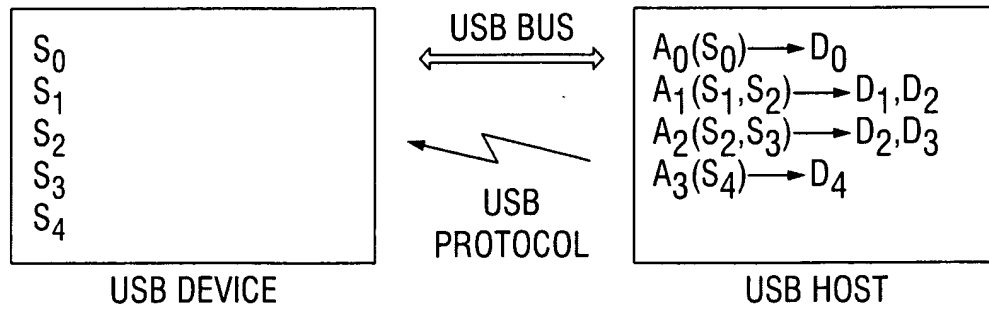 S₀
S₁
S₂
S₃
S₄
USB DEVICE
USB BUS
USB
PROTOCOL
A₀(S₀)→D₀
A₁(S₁,S₂)→D₁,D₂
A₂(S₂,S₃)→D₂,D₃
A₃(S₄)→D₄
USB HOST